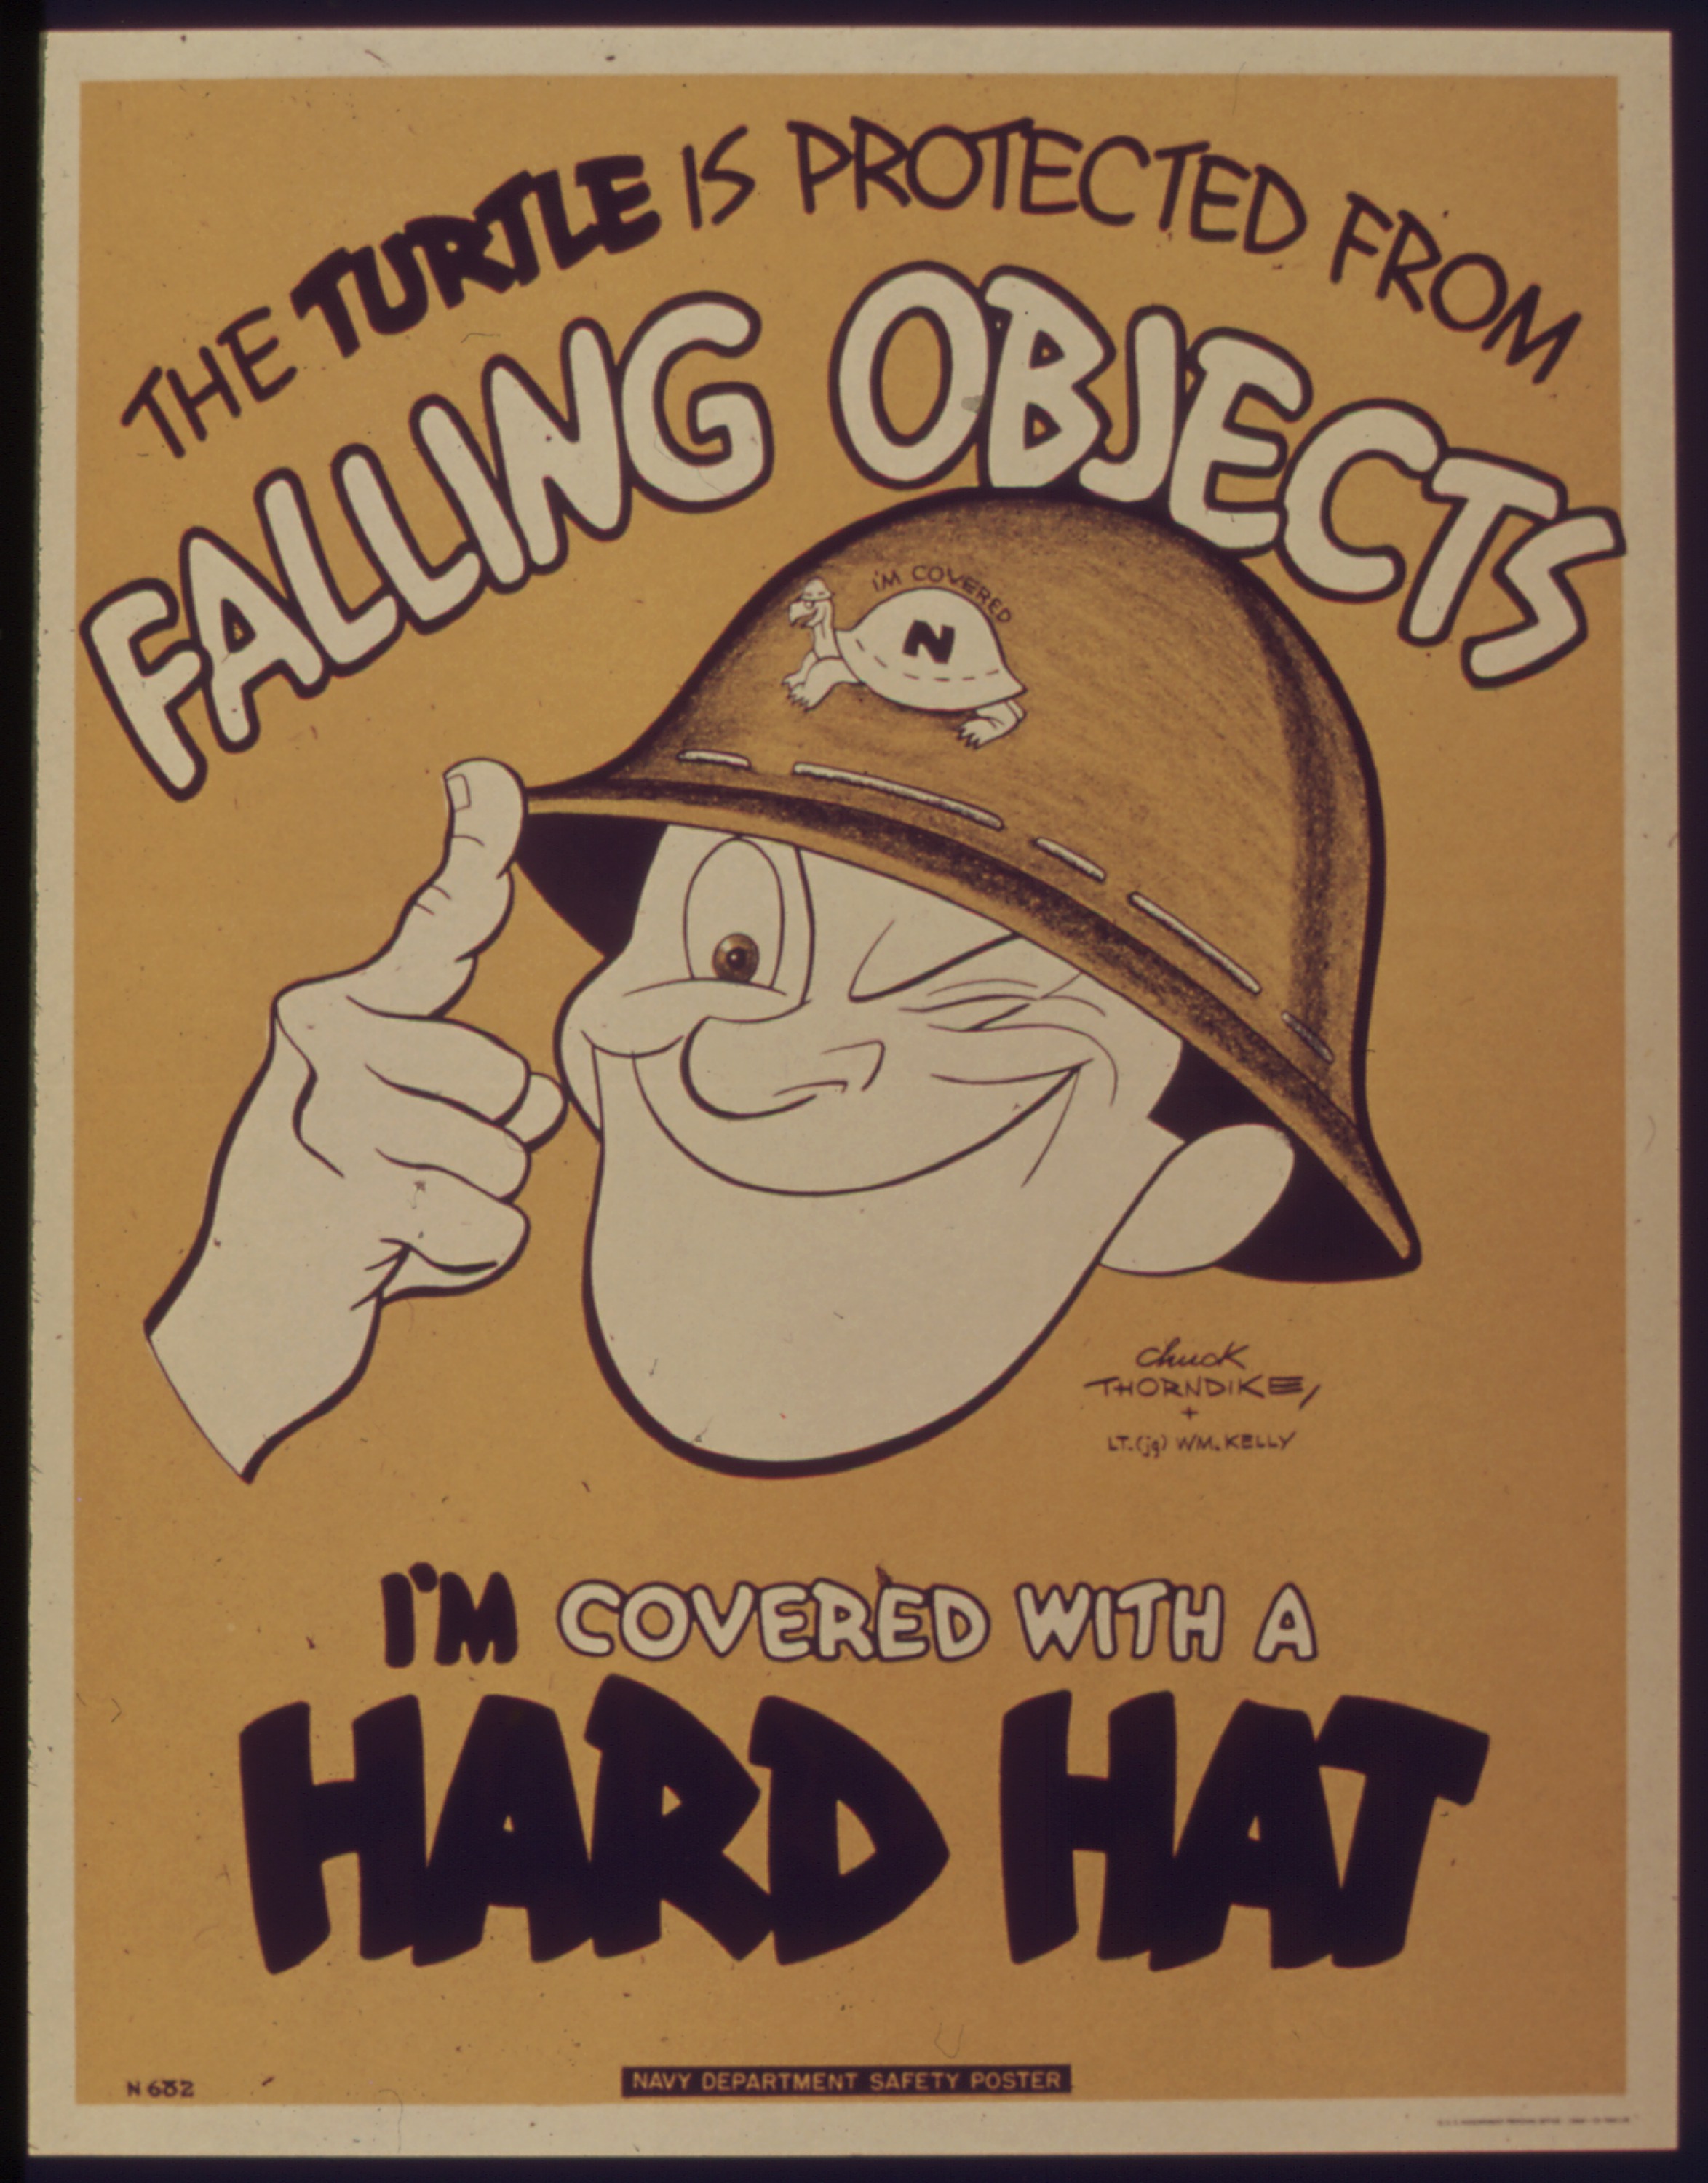 THE TURTLE IS PROTECTED FROM
FALLING OBJECTS
I'M COVERED
N
Chuck
THORNDIKE,
+
LT.(jg) WM. KELLY
I'M COVERED WITH A
HARD HAT
NAVY DEPARTMENT SAFETY POSTER